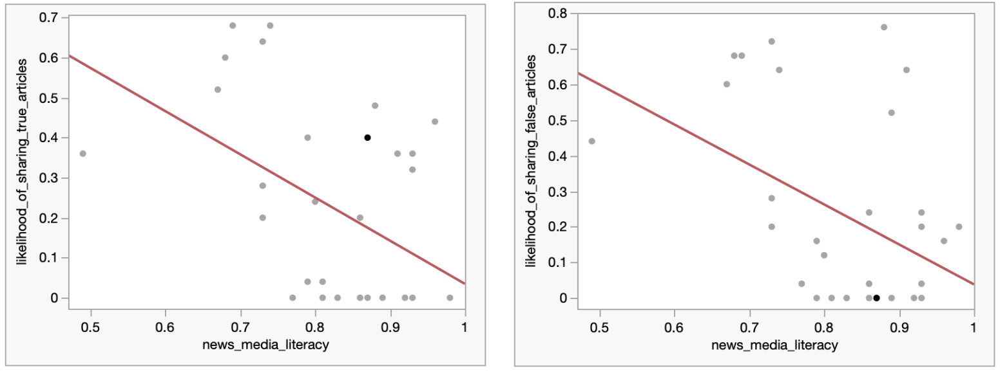 0.7
0.6
0.5
0.4
0.3
0.2
0.1
0
likelihood_of_sharing_true_articles
0.5 0.6 0.7 0.8 0.9 1
news_media_literacy
0.8
0.7
0.6
0.5
0.4
0.3
0.2
0.1
0
likelihood_of_sharing_false_articles
0.5 0.6 0.7 0.8 0.9 1
news_media_literacy